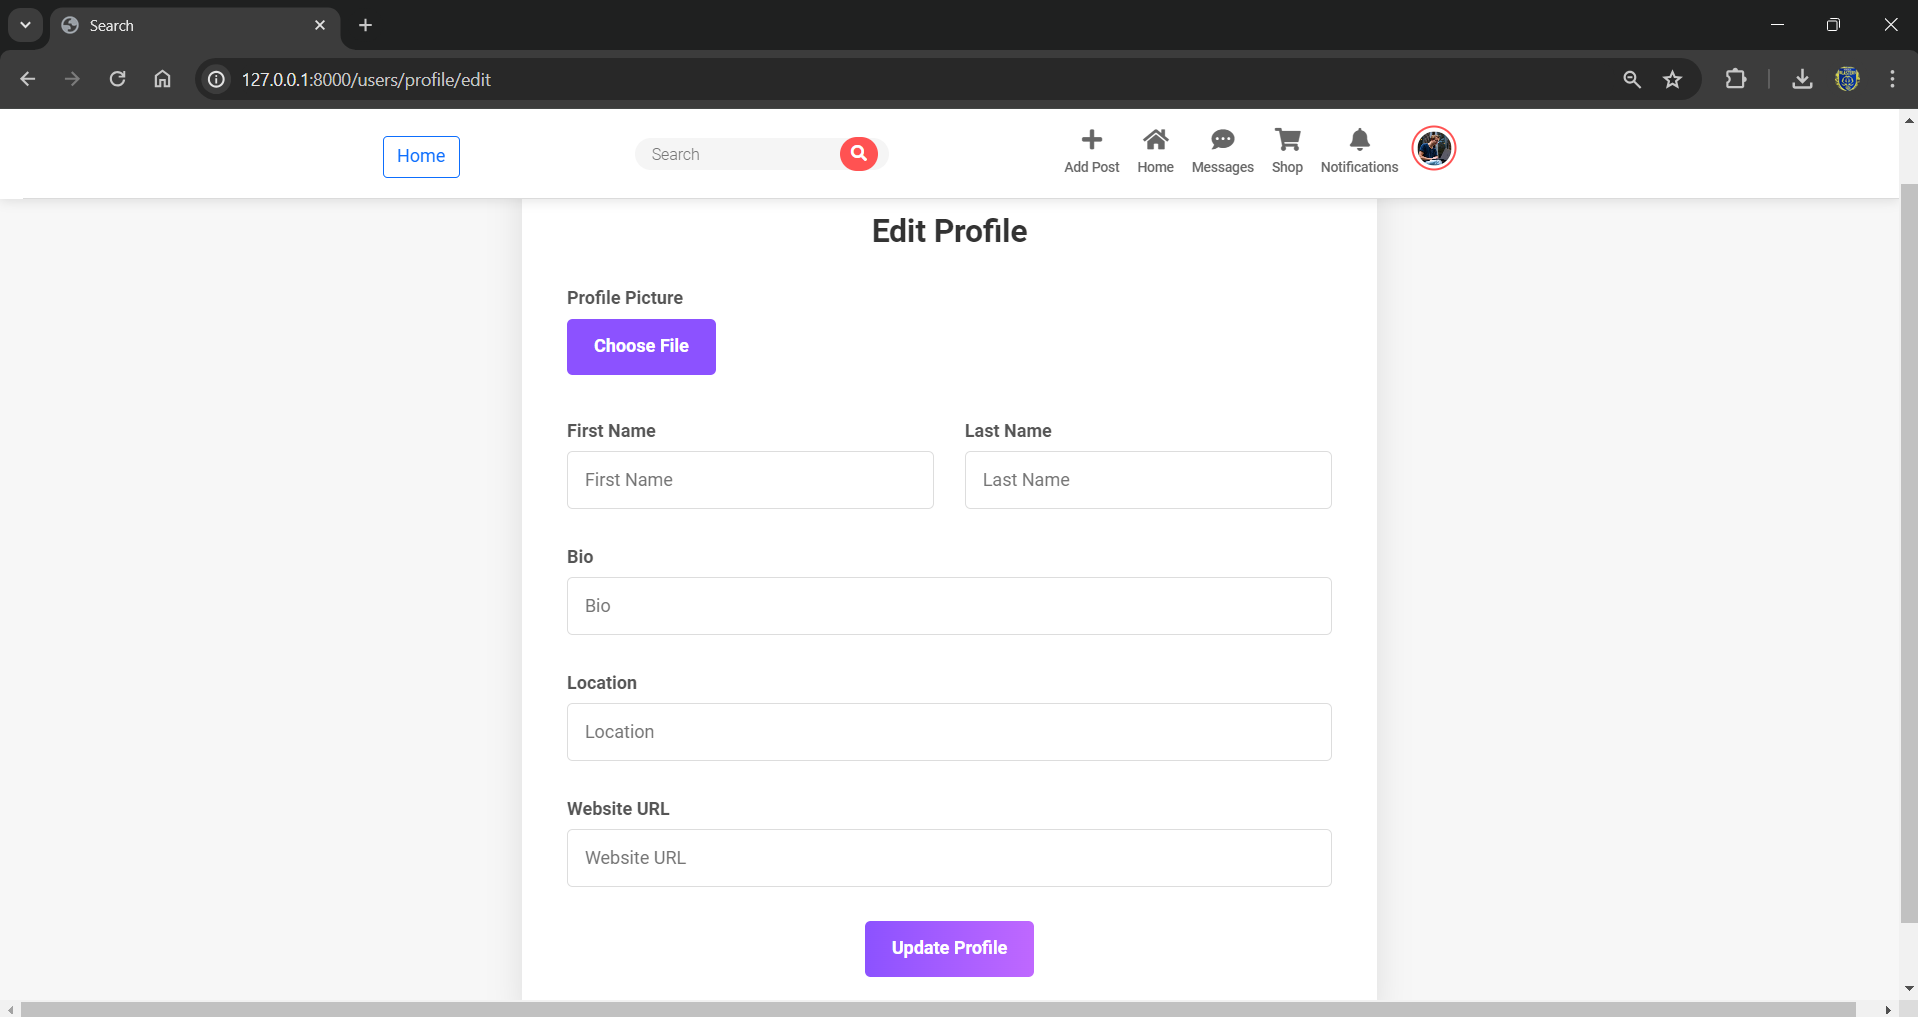 Search
127.0.0.1:8000/users/profile/edit
Home
Search
Add Post
Home
Messages
Shop
Notifications
Edit Profile
Profile Picture
Choose File
First Name
Last Name
First Name
Last Name
Bio
Bio
Location
Location
Website URL
Website URL
Update Profile